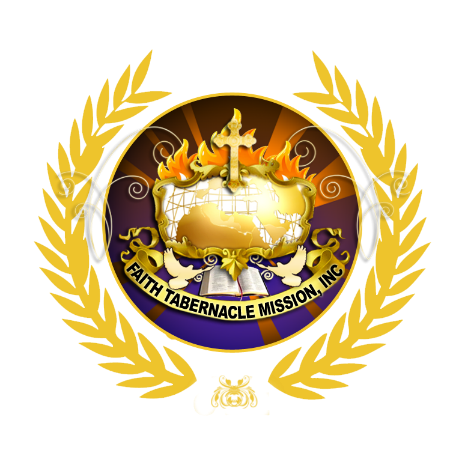 FAITH TABERNACLE MISSION, INC